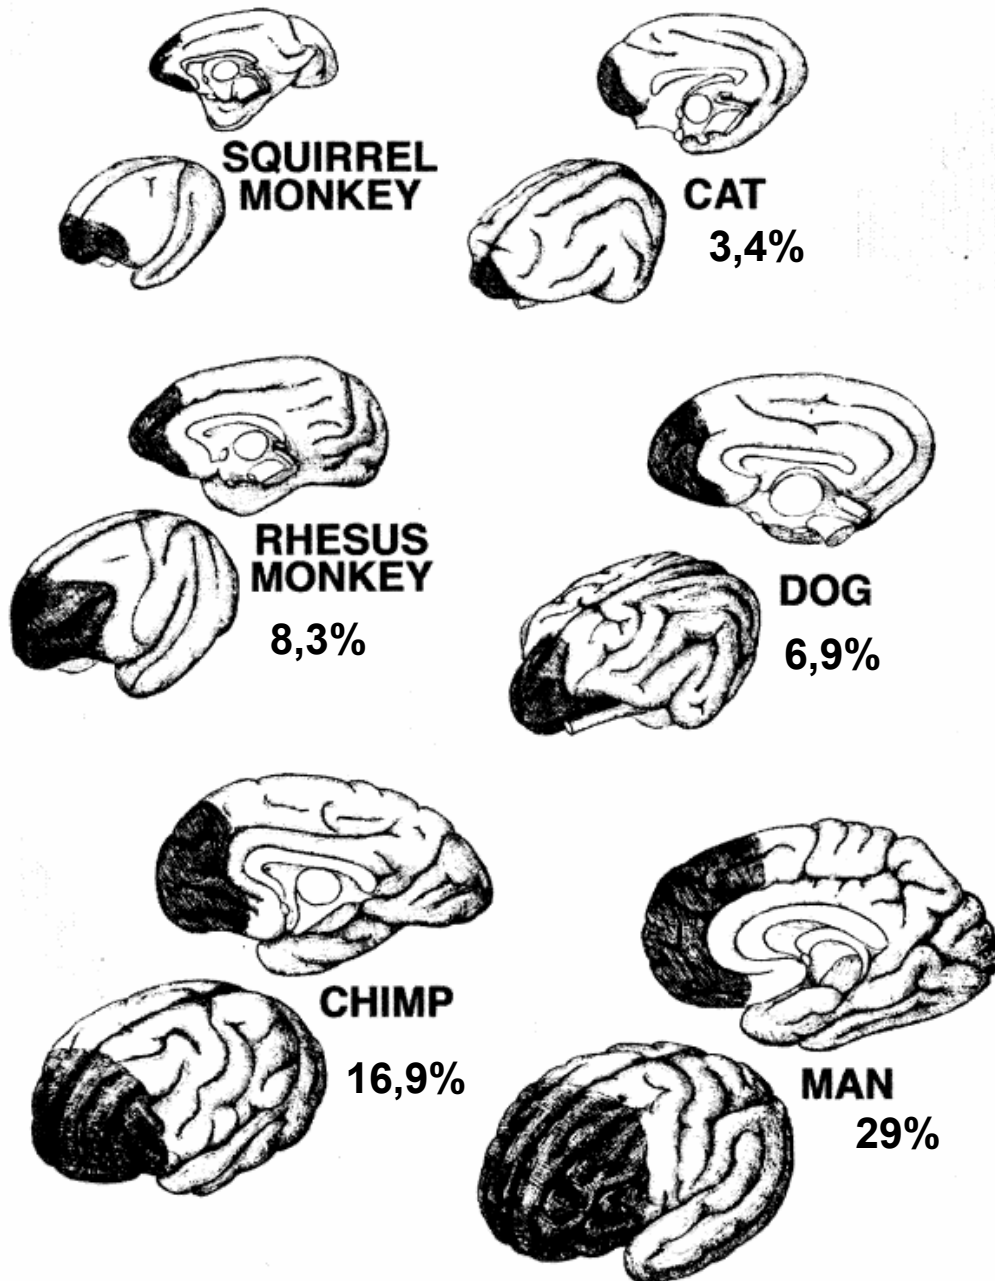 SQUIRREL
MONKEY
CAT
3,4%
RHESUS
MONKEY
8,3%
DOG
6,9%
CHIMP
16,9%
MAN
29%